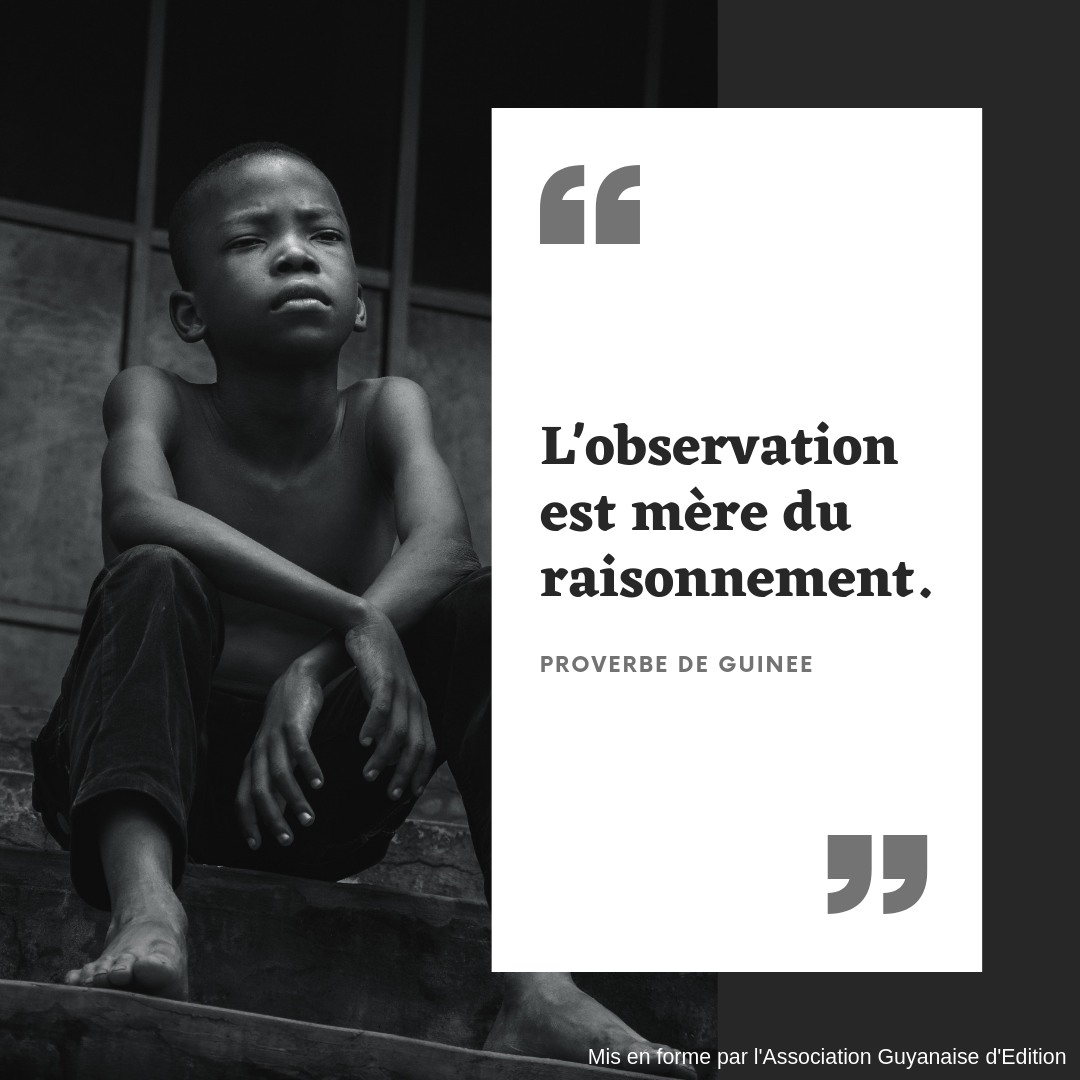 L'observation
est mère du
raisonnement.
PROVERBE DE GUINEE
Mis en forme par l'Association Guyanaise d'Edition